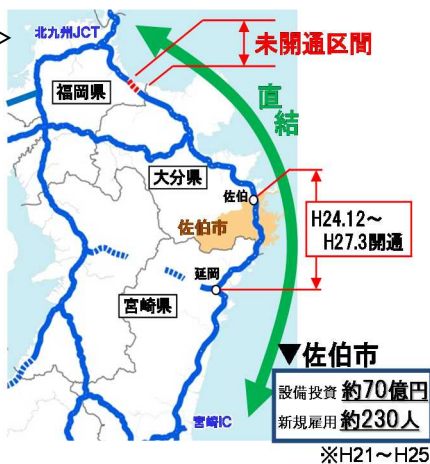 北九州JCT
未開通区間
福岡県
直結
大分県
佐伯
佐伯市
H24.12～
H27.3開通
延岡
宮崎県
▼佐伯市
設備投資 約70億円
新規雇用 約230人
宮崎IC
※H21～H25